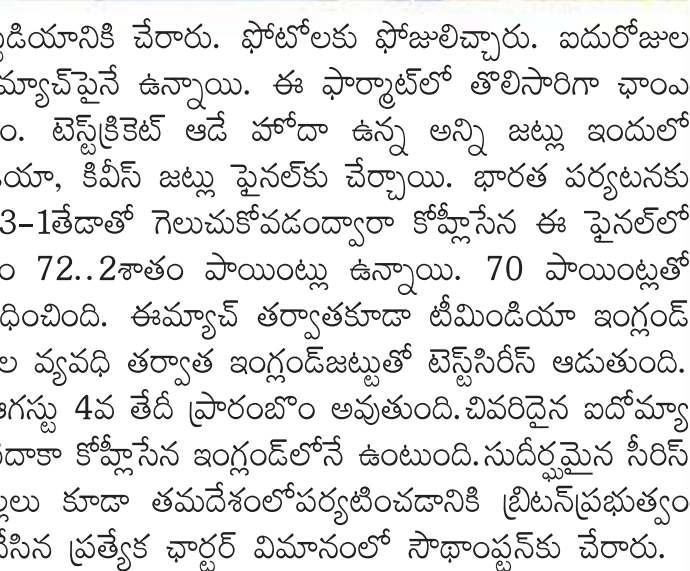 డియానికి చేరారు. ఫోటోలకు ఫోజులిచ్చారు. ఐదురోజుల
మ్యాచ్‌పైనే ఉన్నాయి. ఈ ఫార్మాట్‌లో తొలిసారిగా ఛాంఎ
ం. టెస్ట్‌క్రికెట్ ఆడే హోదా ఉన్న అన్ని జట్లు ఇందులో
యా, కివీస్ జట్లు ఫైనల్‌కు చేర్చాయి. భారత పర్యటనకు
3-1తేడాతో గెలుచుకోవడంద్వారా కోహ్లీసేన ఈ ఫైనల్‌లో
ం 72..2శాతం పాయింట్లు ఉన్నాయి. 70 పాయింట్లతో
ధించింది. ఈమ్యాచ్ తర్వాతకూడా టీమిండియా ఇంగ్లండ్
ల వ్యవధి తర్వాత ఇంగ్లండ్‌జట్టుతో టెస్ట్‌సిరీస్ ఆడుతుంది.
ఆగస్టు 4వ తేదీ ప్రారంబొం అవుతుంది.చివరిదైన ఐదోమ్యా
దాకా కోహ్లీసేన ఇంగ్లండ్‌లోనే ఉంటుంది.సుదీర్ఘమైన సీరిస్
ల్లలు కూడా తమదేశంలోపర్యటించడానికి బ్రిటన్‌ప్రభుత్వం
సిన ప్రత్యేక ఛార్టర్ విమానంలో సౌథాంప్టన్‌కు చేరారు.